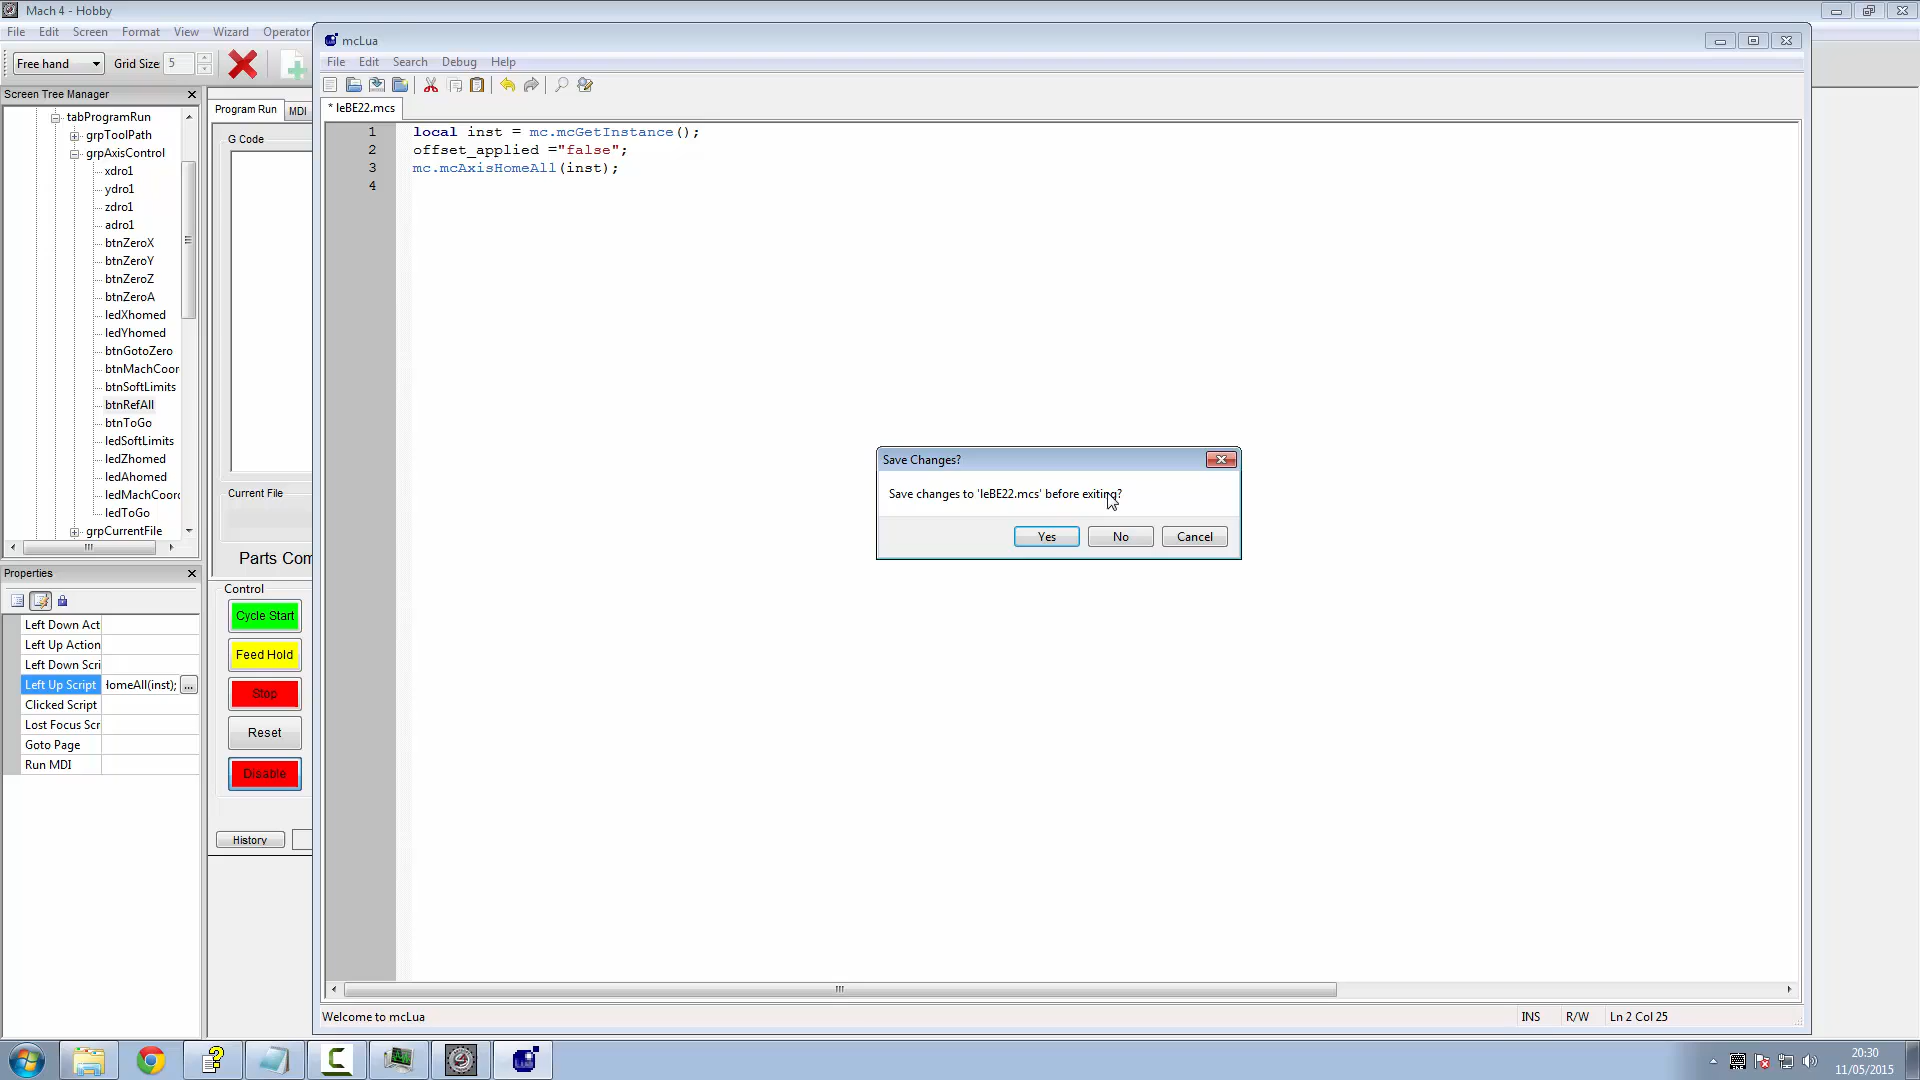 Mach 4 - Hobby
File Edit Screen Format View Wizard Operator
Free hand Grid Size 5
Screen Tree Manager
tabProgramRun
grpToolPath
grpAxisControl
xdro1
ydro1
zdro1
adro1
btnZeroX
btnZeroY
btnZeroZ
btnZeroA
ledXhomed
ledYhomed
btnGotoZero
btnMachCoor
btnSoftLimits
btnRefAll
btnToGo
ledSoftLimits
ledZhomed
ledAhomed
ledMachCoord
ledToGo
grpCurrentFile
Properties
Left Down Act
Left Up Action
Left Down Scri
Left Up Script HomeAll(inst); ...
Clicked Script
Lost Focus Scr
Goto Page
Run MDI
Program Run MDI
G Code
Current File
Parts Com
Control
Cycle Start
Feed Hold
Stop
Reset
Disable
History
mcLua
File Edit Search Debug Help
* leBE22.mcs
1 local inst = mc.mcGetInstance();
2 offset_applied ="false";
3 mc.mcAxisHomeAll(inst);
4
Save Changes?
Save changes to 'leBE22.mcs' before exiting?
Yes No Cancel
Welcome to mcLua INS R/W Ln 2 Col 25
20:30
11/05/2015